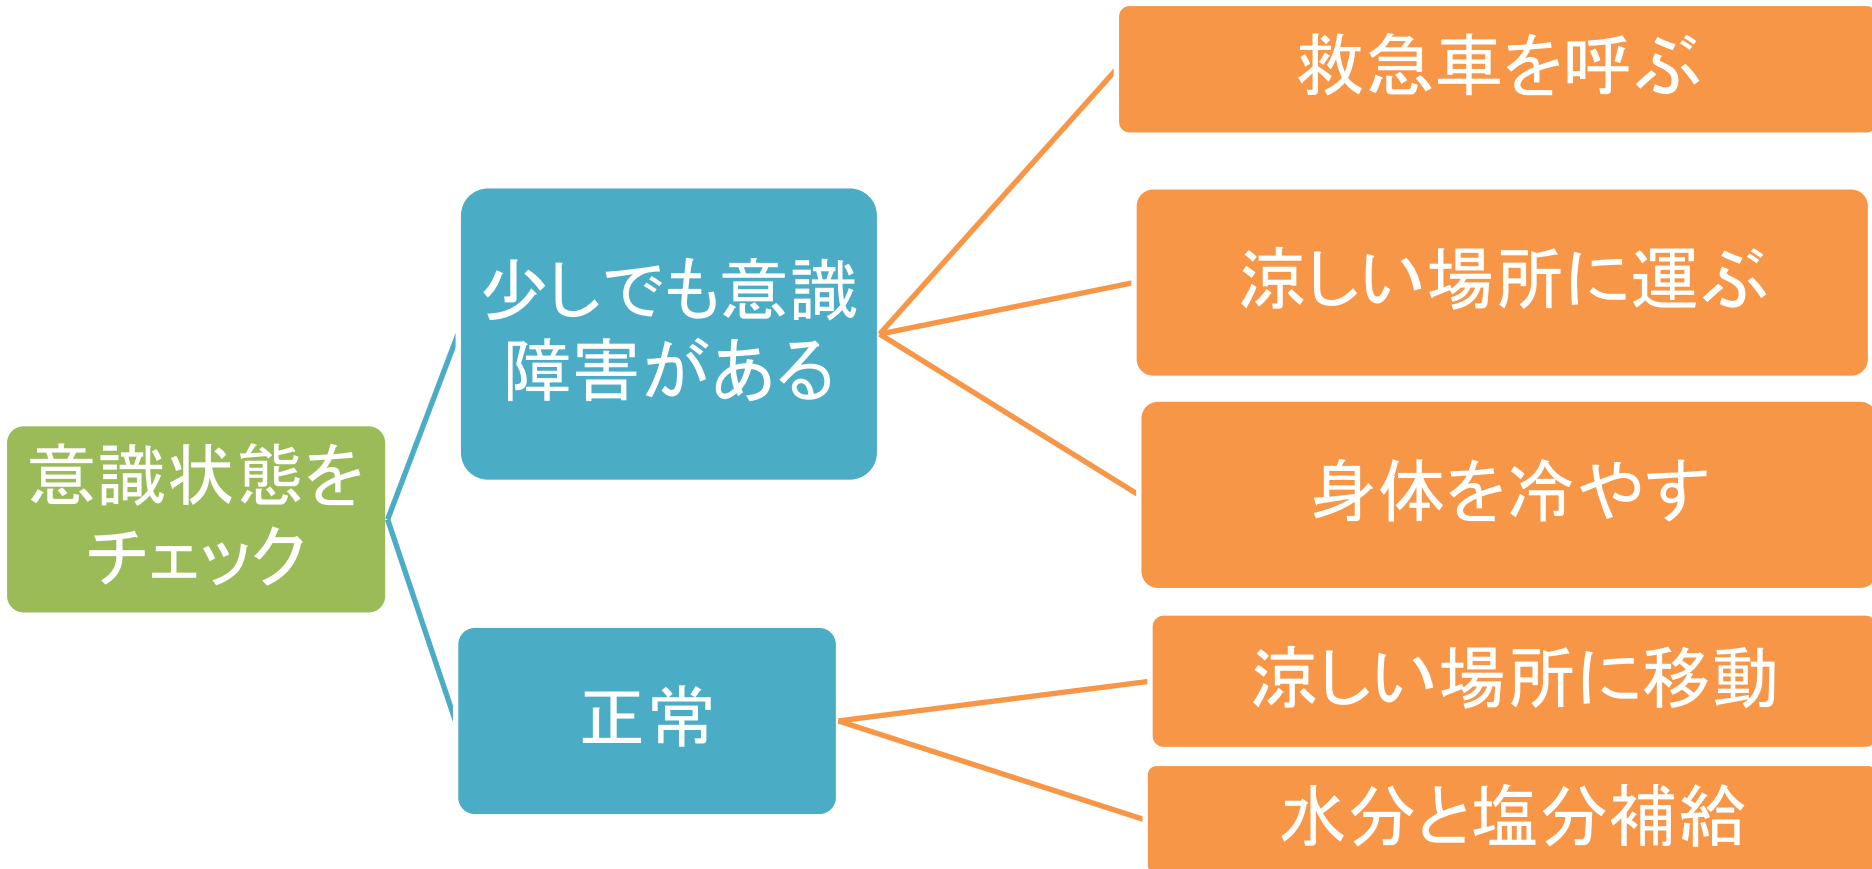 意識状態を
チェック
少しでも意識
障害がある
正常
救急車を呼ぶ
涼しい場所に運ぶ
身体を冷やす
涼しい場所に移動
水分と塩分補給